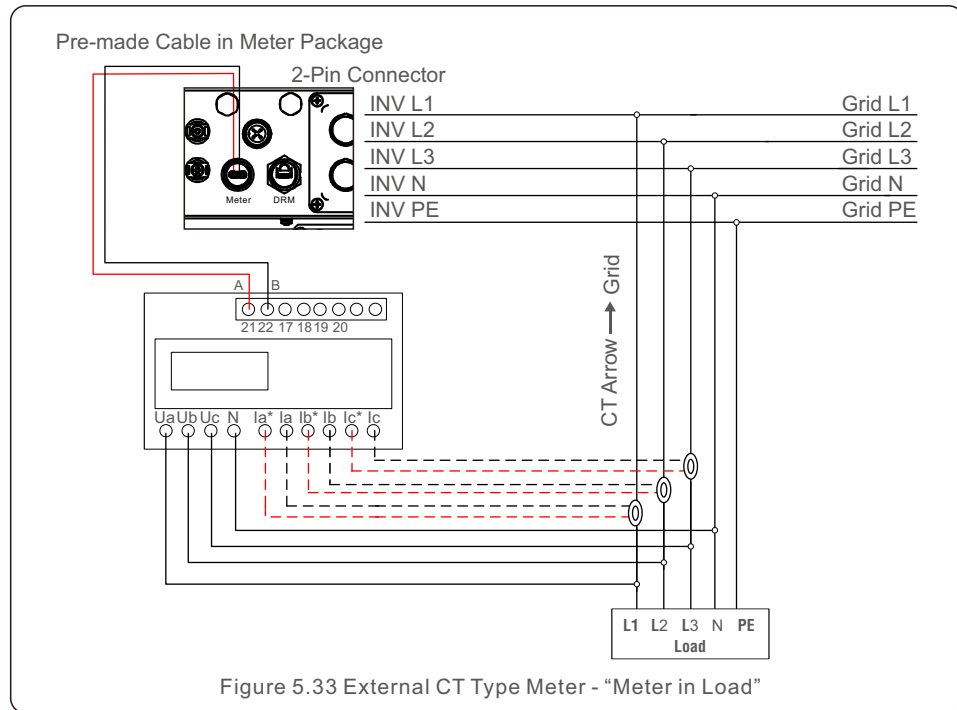 Pre-made Cable in Meter Package
2-Pin Connector
INV L1 Grid L1
INV L2 Grid L2
INV L3 Grid L3
INV N Grid N
INV PE Grid PE
Meter DRM
CT Arrow → Grid
A B
21 22 17 18 19 20
Ua Ub Uc N Ia* Ia Ib* Ib Ic* Ic
L1 L2 L3 N PE
Load
Figure 5.33 External CT Type Meter - “Meter in Load”